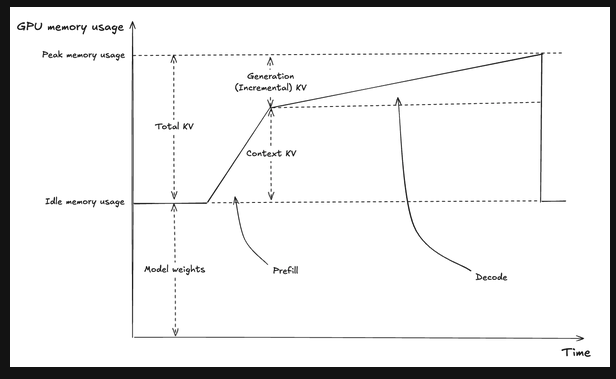 GPU memory usage
Peak memory usage
Generation
(Incremental) KV
Total KV
Context KV
Idle memory usage
Model weights
Prefill
Decode
Time